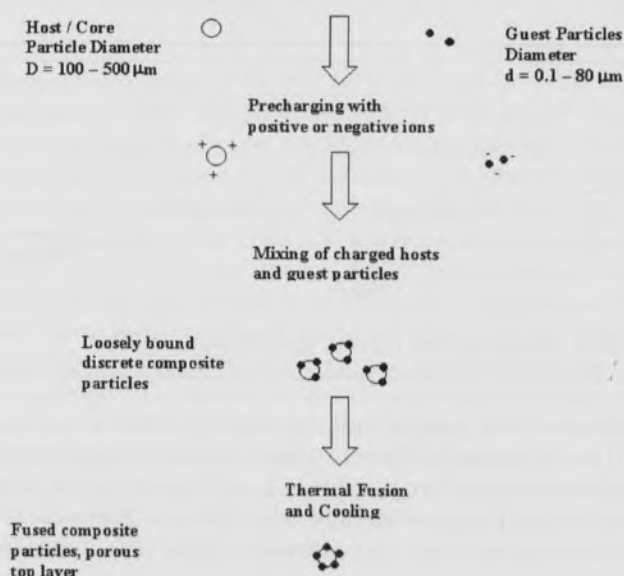 Host / Core
Particle Diameter
D = 100 – 500 μm
Guest Particles
Diameter
d = 0.1 – 80 μm
Precharging with
positive or negative ions
+ +
+
- -
Mixing of charged hosts
and guest particles
Loosely bound
discrete composite
particles
Thermal Fusion
and Cooling
Fused composite
particles, porous
top layer